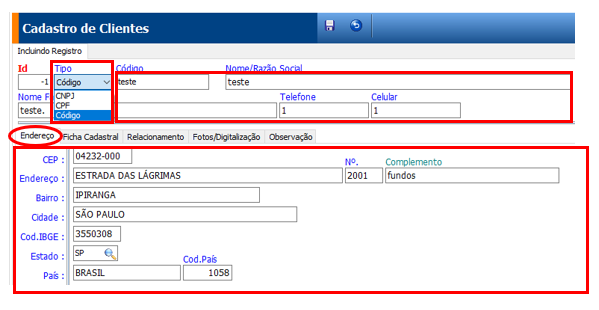 Cadastro de Clientes
Incluindo Registro
Id Tipo Código Nome/Razão Social
-1 Código teste teste
Nome F Telefone Celular
teste. 1 1
CNPJ
CPF
Código
Endereço Ficha Cadastral Relacionamento Fotos/Digitalização Observação
CEP : 04232-000 Nº. Complemento
Endereço : ESTRADA DAS LÁGRIMAS 2001 fundos
Bairro : IPIRANGA
Cidade : SÃO PAULO
Cod.IBGE : 3550308
Estado : SP Cod.País
País : BRASIL 1058